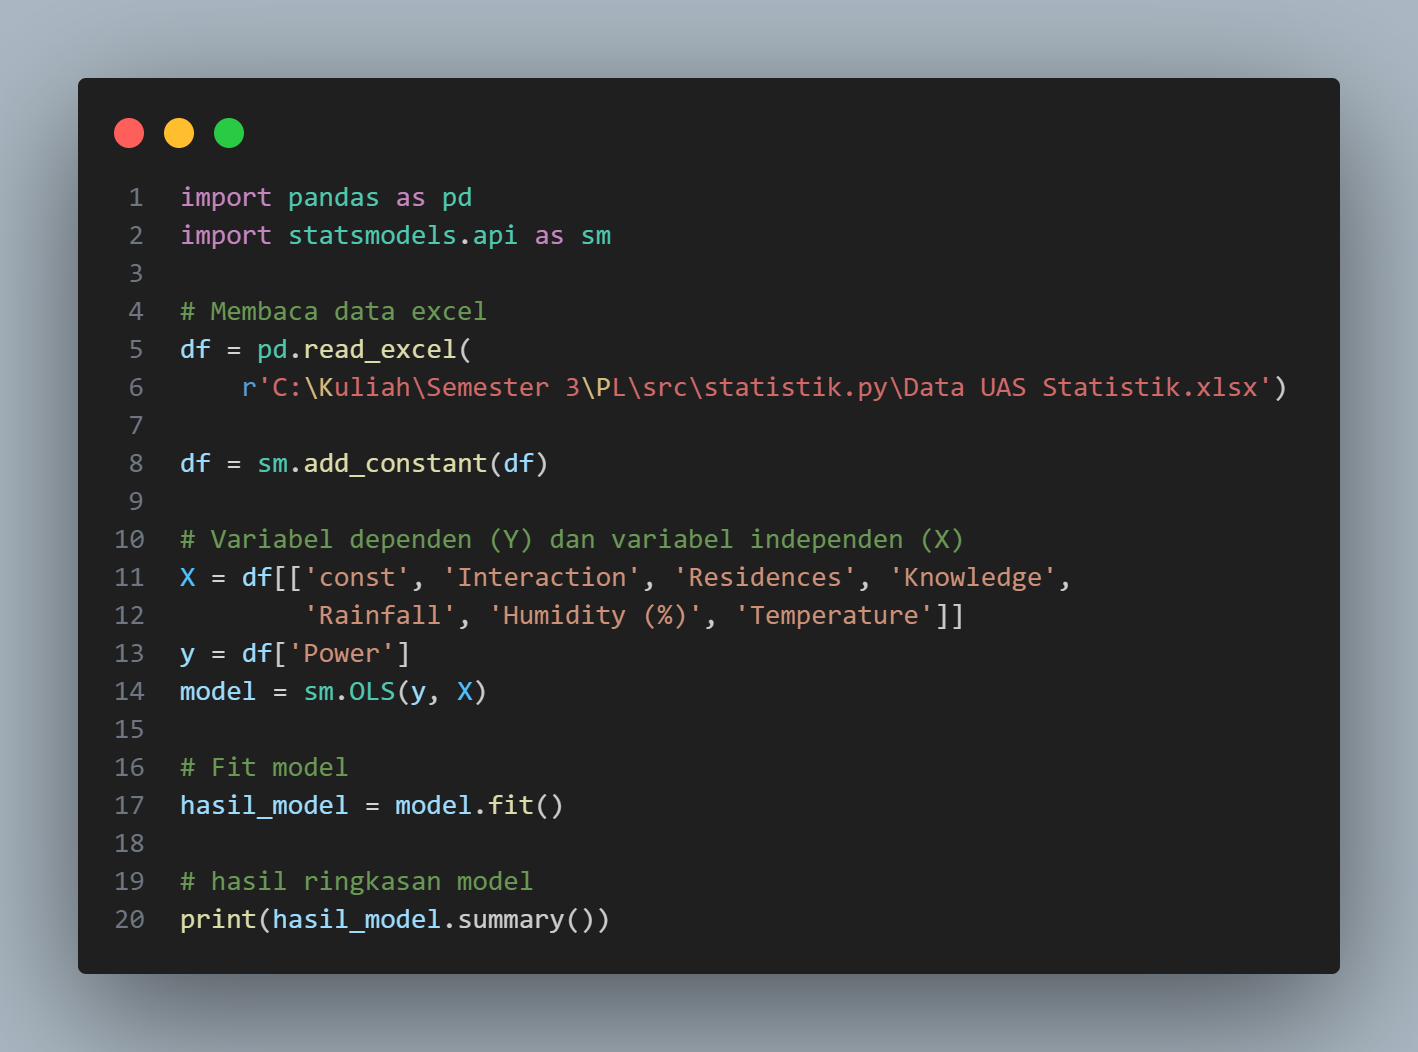 1 import pandas as pd
2 import statsmodels.api as sm
3
4 # Membaca data excel
5 df = pd.read_excel(
6     r'C:\Kuliah\Semester 3\PL\src\statistik.py\Data UAS Statistik.xlsx')
7
8 df = sm.add_constant(df)
9
10 # Variabel dependen (Y) dan variabel independen (X)
11 X = df[['const', 'Interaction', 'Residences', 'Knowledge',
12         'Rainfall', 'Humidity (%)', 'Temperature']]
13 y = df['Power']
14 model = sm.OLS(y, X)
15
16 # Fit model
17 hasil_model = model.fit()
18
19 # hasil ringkasan model
20 print(hasil_model.summary())